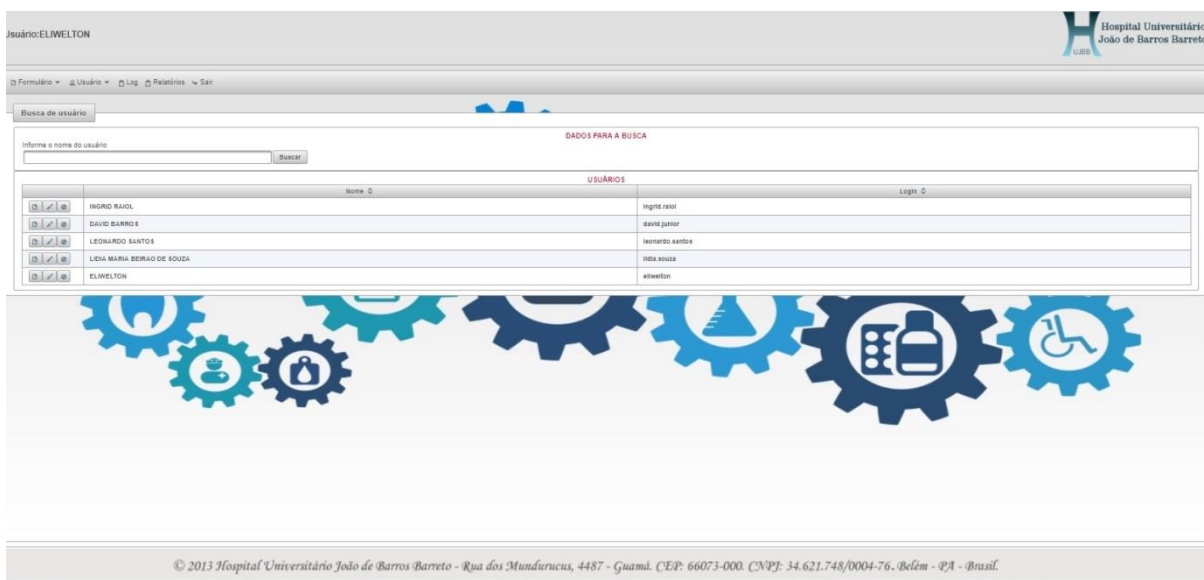 Usuário:ELIWELTON
Hospital Universitário
João de Barros Barreto
HJBB
Formulário Usuário Log Relatórios Sair
Busca de usuário
DADOS PARA A BUSCA
Informe o nome do usuário
Buscar
USUÁRIOS
Nome Login
INGRID RAIOL ingrid.raiol
DAVID BARROS david.junior
LEONARDO SANTOS leonardo.santos
LIDIA MARIA BEIRAO DE SOUZA lidia.souza
ELIWELTON eliwelton
© 2013 Hospital Universitário João de Barros Barreto - Rua dos Mundurucus, 4487 - Guamá. CEP: 66073-000. CNPJ: 34.621.748/0004-76. Belém - PA - Brasil.